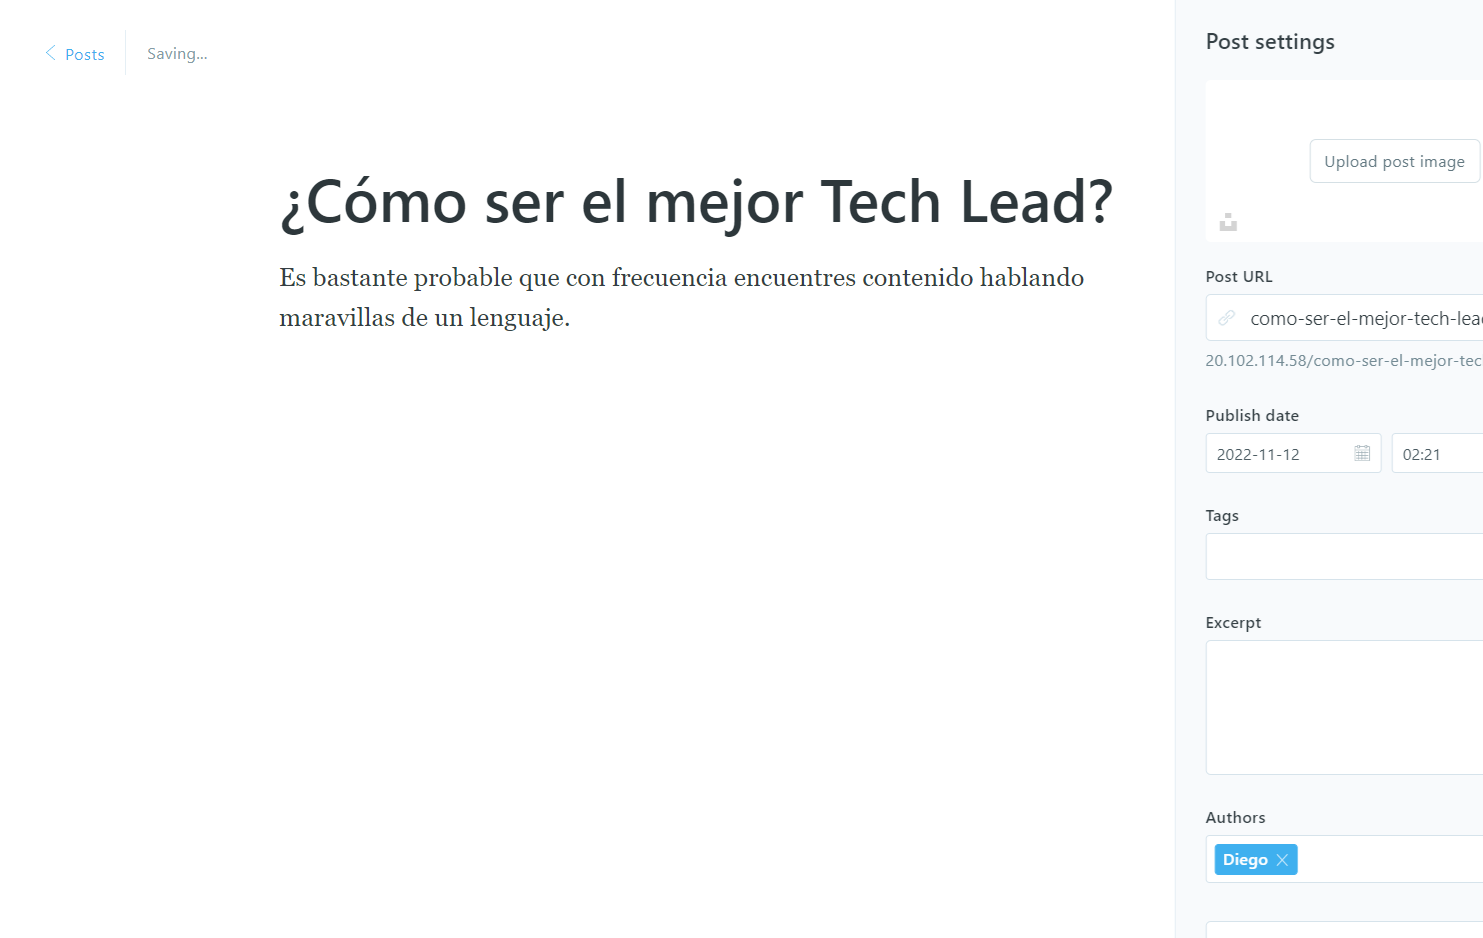 Posts
Saving...
¿Cómo ser el mejor Tech Lead?
Es bastante probable que con frecuencia encuentres contenido hablando
maravillas de un lenguaje.
Post settings
Upload post image
Post URL
como-ser-el-mejor-tech-lea
20.102.114.58/como-ser-el-mejor-tec
Publish date
2022-11-12
02:21
Tags
Excerpt
Authors
Diego